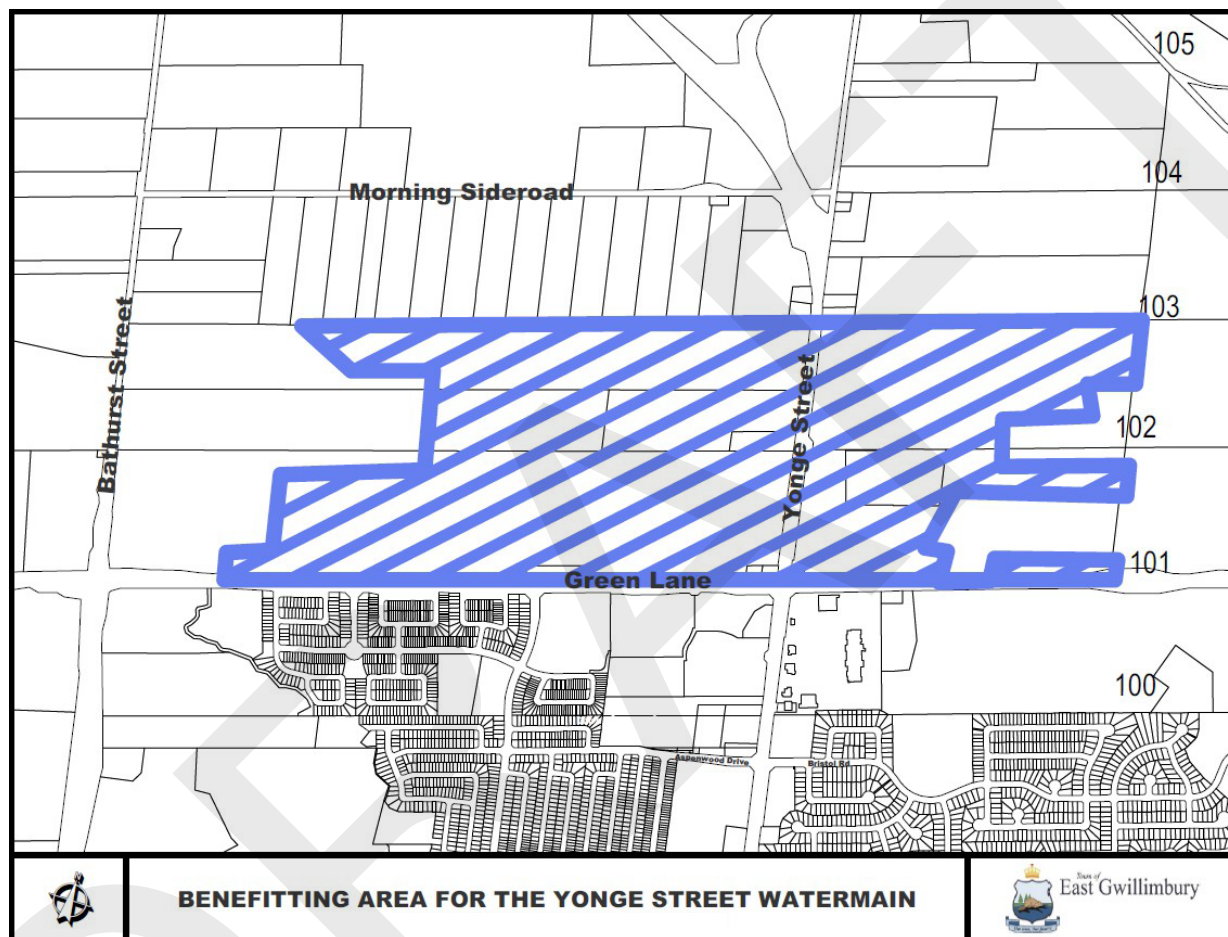 105
104
Morning Sideroad
103
Bathurst Street
Yonge Street
102
101
Green Lane
100
Aspenwood Drive
Bristol Rd
BENEFITTING AREA FOR THE YONGE STREET WATERMAIN
Town of
East Gwillimbury
DRAFT